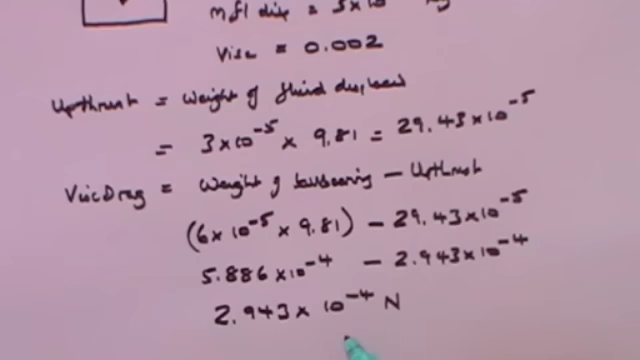 Visc = 0.002
Upthrust = Weight of fluid displaced
= 3×10⁻⁵ × 9.81 = 29.43×10⁻⁵
Visc Drag = Weight of ballbearing − Upthrust
(6×10⁻⁵ × 9.81) − 29.43×10⁻⁵
5.886×10⁻⁴ − 2.943×10⁻⁴
2.943× 10⁻⁴ N